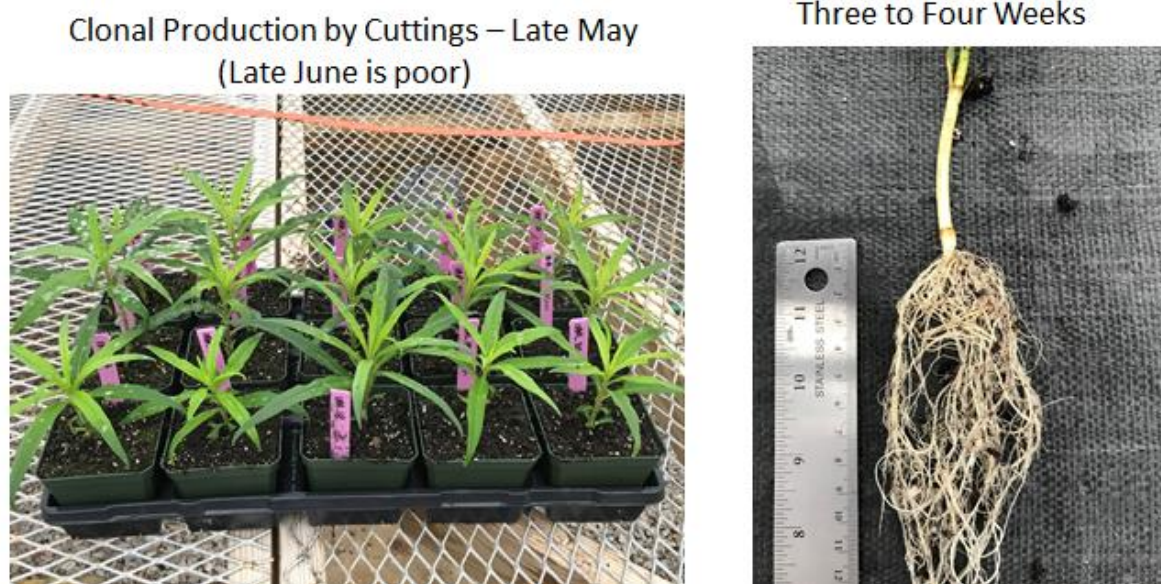 Clonal Production by Cuttings – Late May
(Late June is poor)
Three to Four Weeks
12
11
STAINLESS STEEL
10
9
8